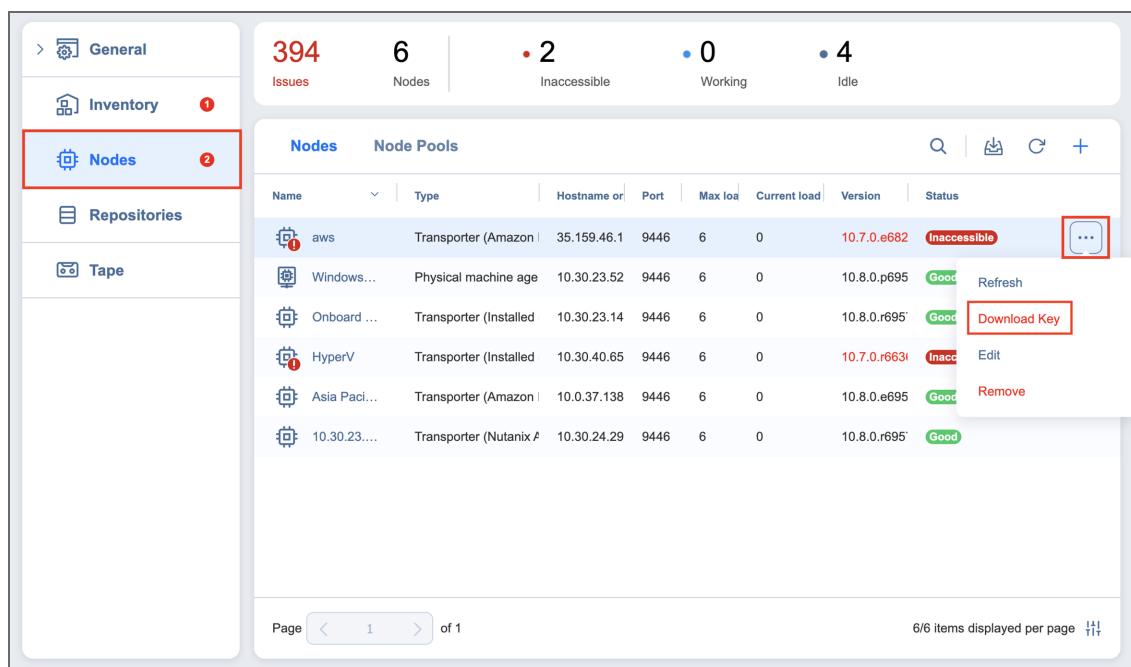 General
Inventory 1
Nodes 2
Repositories
Tape
394 6 2 0 4
Issues Nodes Inaccessible Working Idle
Nodes Node Pools
Name Type Hostname or Port Max loa Current load Version Status
aws Transporter (Amazon 35.159.46.1 9446 6 0 10.7.0.e682 Inaccessible ...
Windows... Physical machine age 10.30.23.52 9446 6 0 10.8.0.p695 Good
Onboard ... Transporter (Installed 10.30.23.14 9446 6 0 10.8.0.r695 Good
HyperV Transporter (Installed 10.30.40.65 9446 6 0 10.7.0.r663 Inacc
Asia Paci... Transporter (Amazon 10.0.37.138 9446 6 0 10.8.0.e695 Good
10.30.23.... Transporter (Nutanix A 10.30.24.29 9446 6 0 10.8.0.r695 Good
Refresh
Download Key
Edit
Remove
Page 1 of 1
6/6 items displayed per page